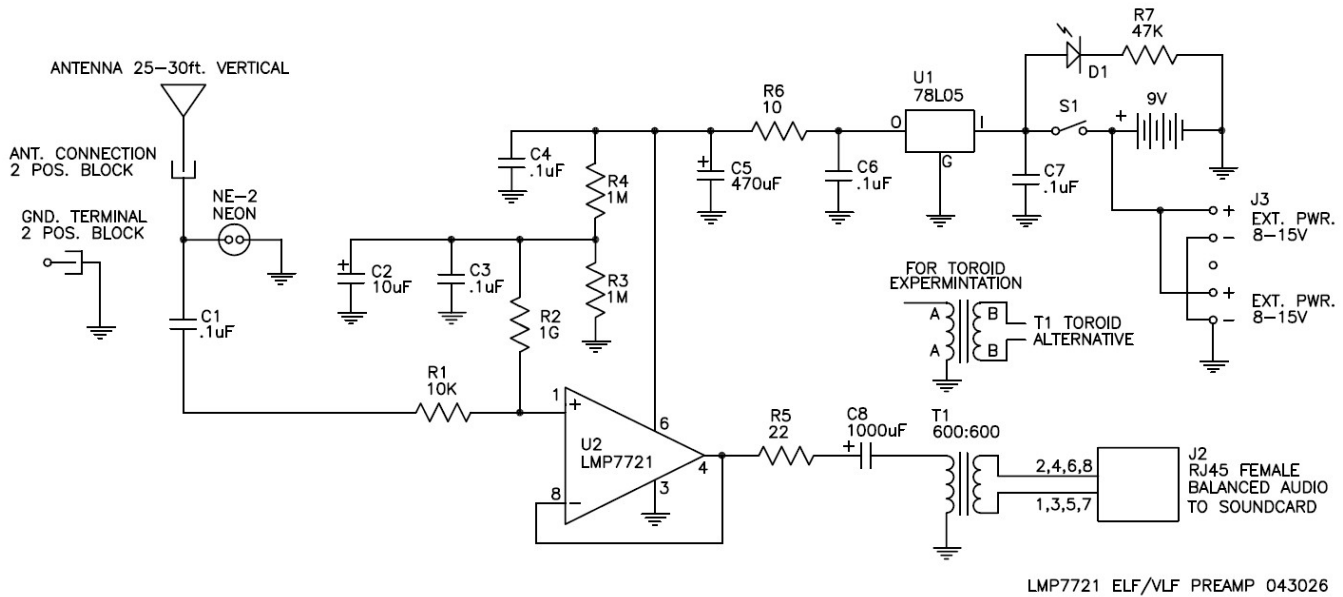 ANTENNA 25-30ft. VERTICAL
ANT. CONNECTION
2 POS. BLOCK
GND. TERMINAL
2 POS. BLOCK
NE-2
NEON
C1
.1uF
R1
10K
C2
10uF
+
C3
.1uF
C4
.1uF
R4
1M
R3
1M
R2
1G
C5
470uF
+
R6
10
C6
.1uF
U1
78L05
O
I
G
C7
.1uF
D1
R7
47K
S1
+
9V
J3
+
EXT. PWR.
8-15V
-
+
EXT. PWR.
8-15V
-
FOR TOROID
EXPERMINTATION
A
B
A
B
T1 TOROID
ALTERNATIVE
1
+
U2
LMP7721
6
4
3
8
-
R5
22
C8
1000uF
+
T1
600:600
2,4,6,8
1,3,5,7
J2
RJ45 FEMALE
BALANCED AUDIO
TO SOUNDCARD
LMP7721 ELF/VLF PREAMP 043026